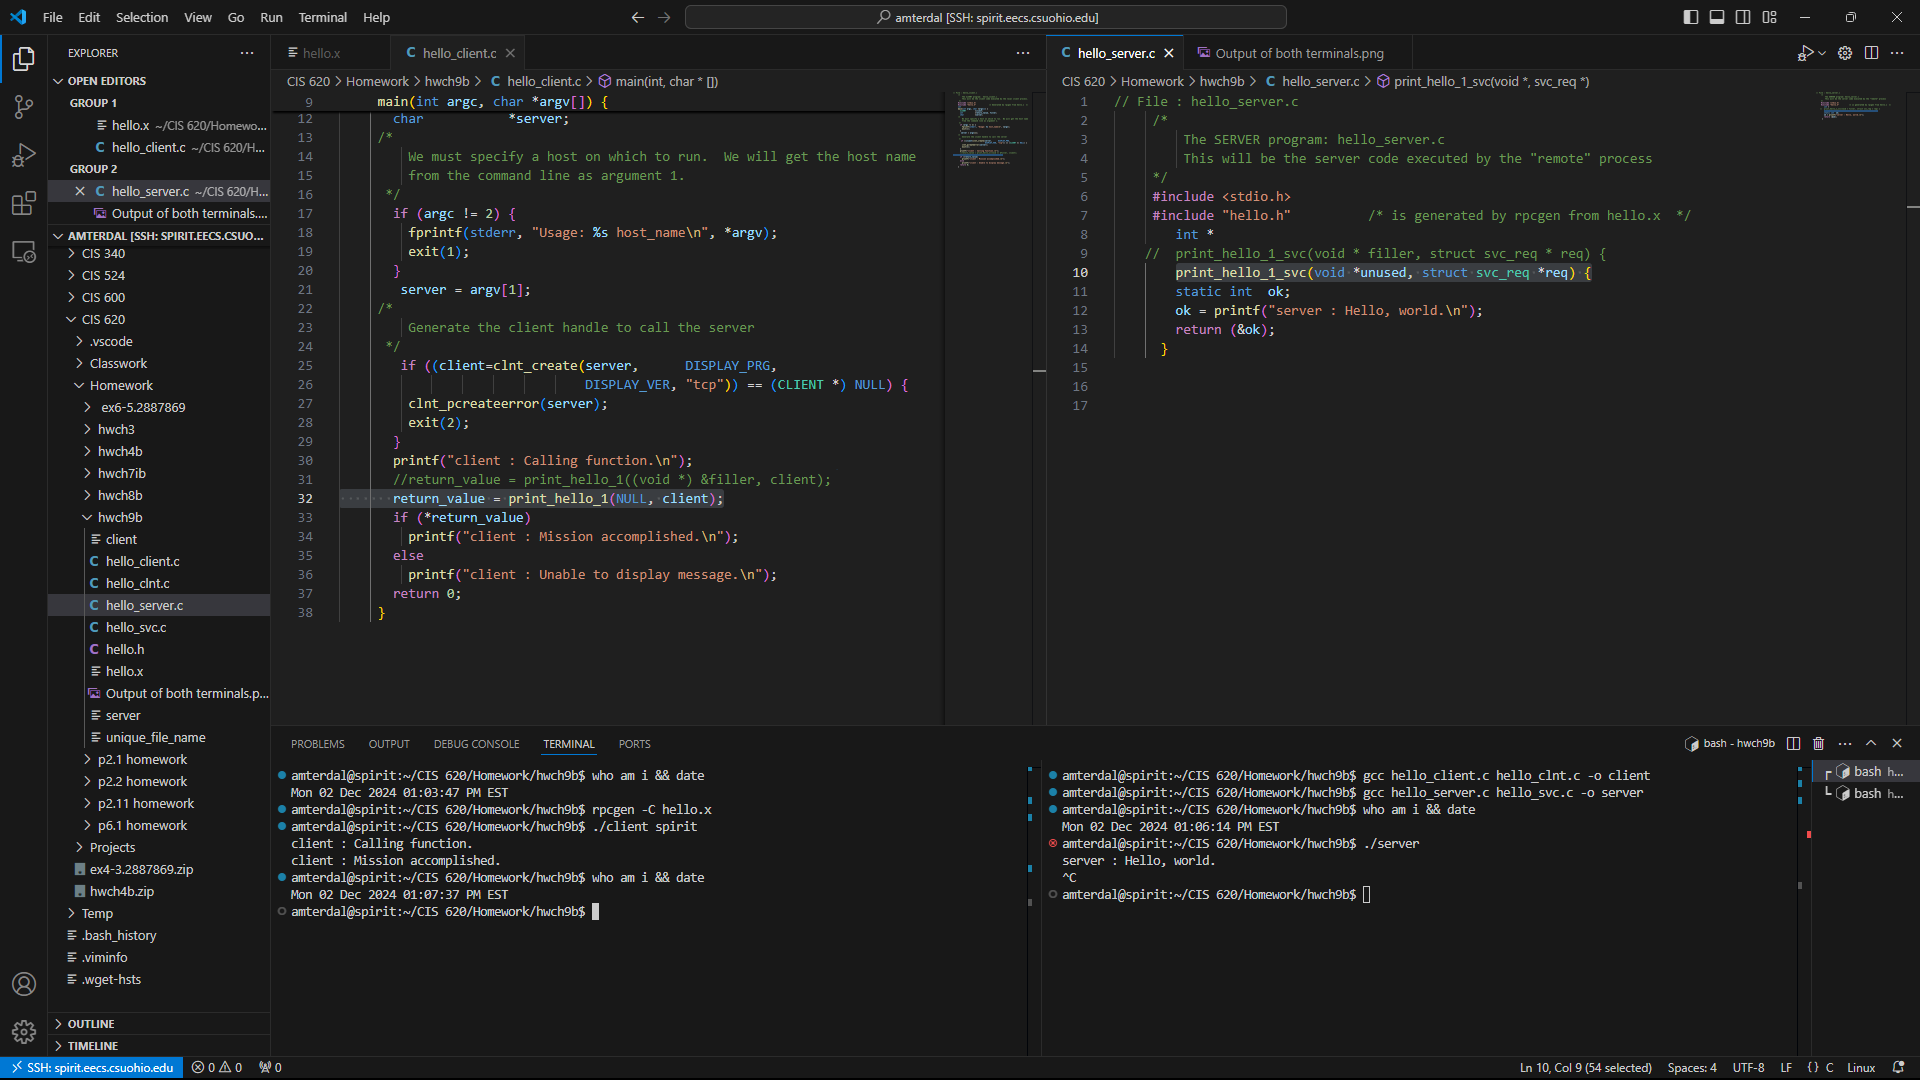 File Edit Selection View Go Run Terminal Help
amterdal [SSH: spirit.eecs.csuohio.edu]
EXPLORER
OPEN EDITORS
GROUP 1
hello.x ~/CIS 620/Homewo...
hello_client.c ~/CIS 620/H...
GROUP 2
hello_server.c ~/CIS 620/H...
Output of both terminals....
AMTERDAL [SSH: SPIRIT.EECS.CSUO...
CIS 340
CIS 524
CIS 600
CIS 620
.vscode
Classwork
Homework
ex6-5.2887869
hwch3
hwch4b
hwch7ib
hwch8b
hwch9b
client
hello_client.c
hello_clnt.c
hello_server.c
hello_svc.c
hello.h
hello.x
Output of both terminals.p...
server
unique_file_name
p2.1 homework
p2.2 homework
p2.11 homework
p6.1 homework
Projects
ex4-3.2887869.zip
hwch4b.zip
Temp
.bash_history
.viminfo
.wget-hsts
OUTLINE
TIMELINE
hello.x
hello_client.c
CIS 620 > Homework > hwch9b > hello_client.c > main(int, char * [])
9 main(int argc, char *argv[]) {
12 char *server;
13 /*
14 We must specify a host on which to run.  We will get the host name
15 from the command line as argument 1.
16 */
17 if (argc != 2) {
18 fprintf(stderr, "Usage: %s host_name\n", *argv);
19 exit(1);
20 }
21 server = argv[1];
22 /*
23 Generate the client handle to call the server
24 */
25 if ((client=clnt_create(server, DISPLAY_PRG,
26 DISPLAY_VER, "tcp")) == (CLIENT *) NULL) {
27 clnt_pcreateerror(server);
28 exit(2);
29 }
30 printf("client : Calling function.\n");
31 //return_value = print_hello_1((void *) &filler, client);
32 return_value = print_hello_1(NULL, client);
33 if (*return_value)
34 printf("client : Mission accomplished.\n");
35 else
36 printf("client : Unable to display message.\n");
37 return 0;
38 }
hello_server.c
Output of both terminals.png
CIS 620 > Homework > hwch9b > hello_server.c > print_hello_1_svc(void *, svc_req *)
1 // File : hello_server.c
2 /*
3 The SERVER program: hello_server.c
4 This will be the server code executed by the "remote" process
5 */
6 #include <stdio.h>
7 #include "hello.h" /* is generated by rpcgen from hello.x  */
8 int *
9 //  print_hello_1_svc(void * filler, struct svc_req * req) {
10 print_hello_1_svc(void *unused, struct svc_req *req) {
11 static int  ok;
12 ok = printf("server : Hello, world.\n");
13 return (&ok);
14 }
15
16
17
PROBLEMS OUTPUT DEBUG CONSOLE TERMINAL PORTS
bash - hwch9b
amterdal@spirit:~/CIS 620/Homework/hwch9b$ who am i && date
Mon 02 Dec 2024 01:03:47 PM EST
amterdal@spirit:~/CIS 620/Homework/hwch9b$ rpcgen -C hello.x
amterdal@spirit:~/CIS 620/Homework/hwch9b$ ./client spirit
client : Calling function.
client : Mission accomplished.
amterdal@spirit:~/CIS 620/Homework/hwch9b$ who am i && date
Mon 02 Dec 2024 01:07:37 PM EST
amterdal@spirit:~/CIS 620/Homework/hwch9b$
amterdal@spirit:~/CIS 620/Homework/hwch9b$ gcc hello_client.c hello_clnt.c -o client
amterdal@spirit:~/CIS 620/Homework/hwch9b$ gcc hello_server.c hello_svc.c -o server
amterdal@spirit:~/CIS 620/Homework/hwch9b$ who am i && date
Mon 02 Dec 2024 01:06:14 PM EST
amterdal@spirit:~/CIS 620/Homework/hwch9b$ ./server
server : Hello, world.
^C
amterdal@spirit:~/CIS 620/Homework/hwch9b$
bash h...
bash h...
SSH: spirit.eecs.csuohio.edu 0 0 0
Ln 10, Col 9 (54 selected) Spaces: 4 UTF-8 LF {} C Linux